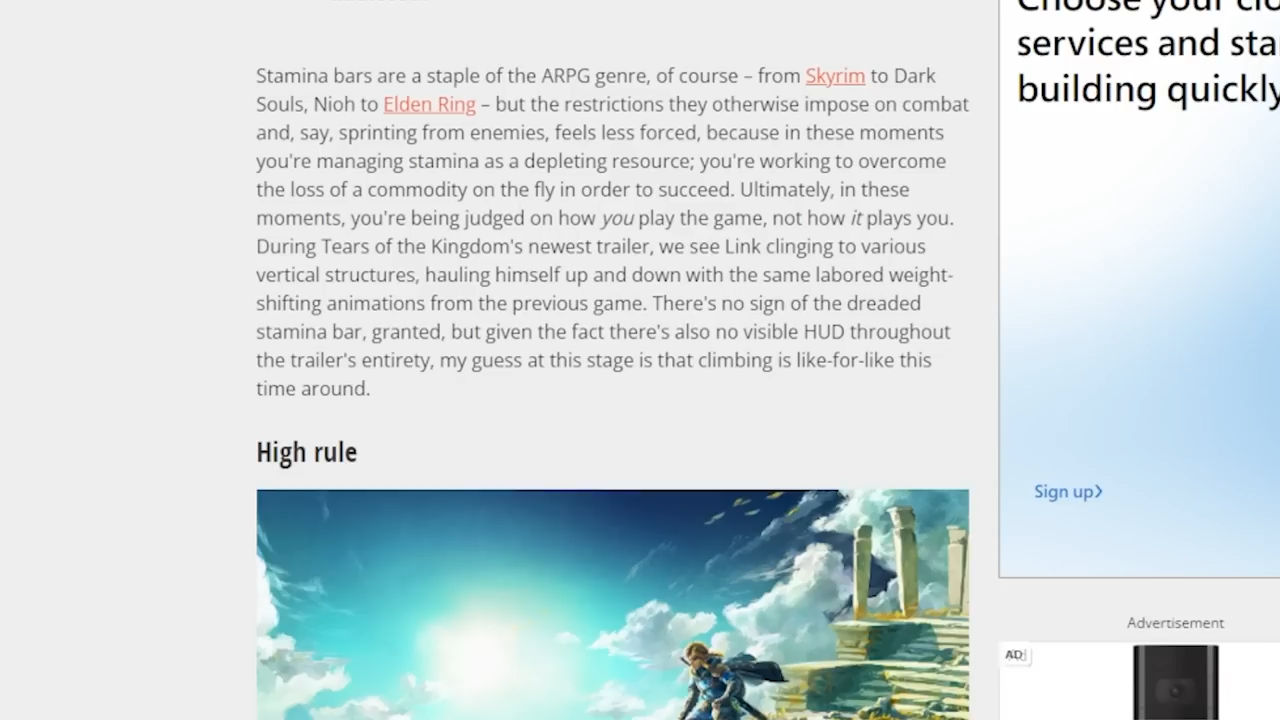 Stamina bars are a staple of the ARPG genre, of course – from Skyrim to Dark
Souls, Nioh to Elden Ring – but the restrictions they otherwise impose on combat
and, say, sprinting from enemies, feels less forced, because in these moments
you're managing stamina as a depleting resource; you're working to overcome
the loss of a commodity on the fly in order to succeed. Ultimately, in these
moments, you're being judged on how you play the game, not how it plays you.
During Tears of the Kingdom's newest trailer, we see Link clinging to various
vertical structures, hauling himself up and down with the same labored weight-
shifting animations from the previous game. There's no sign of the dreaded
stamina bar, granted, but given the fact there's also no visible HUD throughout
the trailer's entirety, my guess at this stage is that climbing is like-for-like this
time around.
High rule
Choose your clo
services and sta
building quickly
Sign up
Advertisement
AD